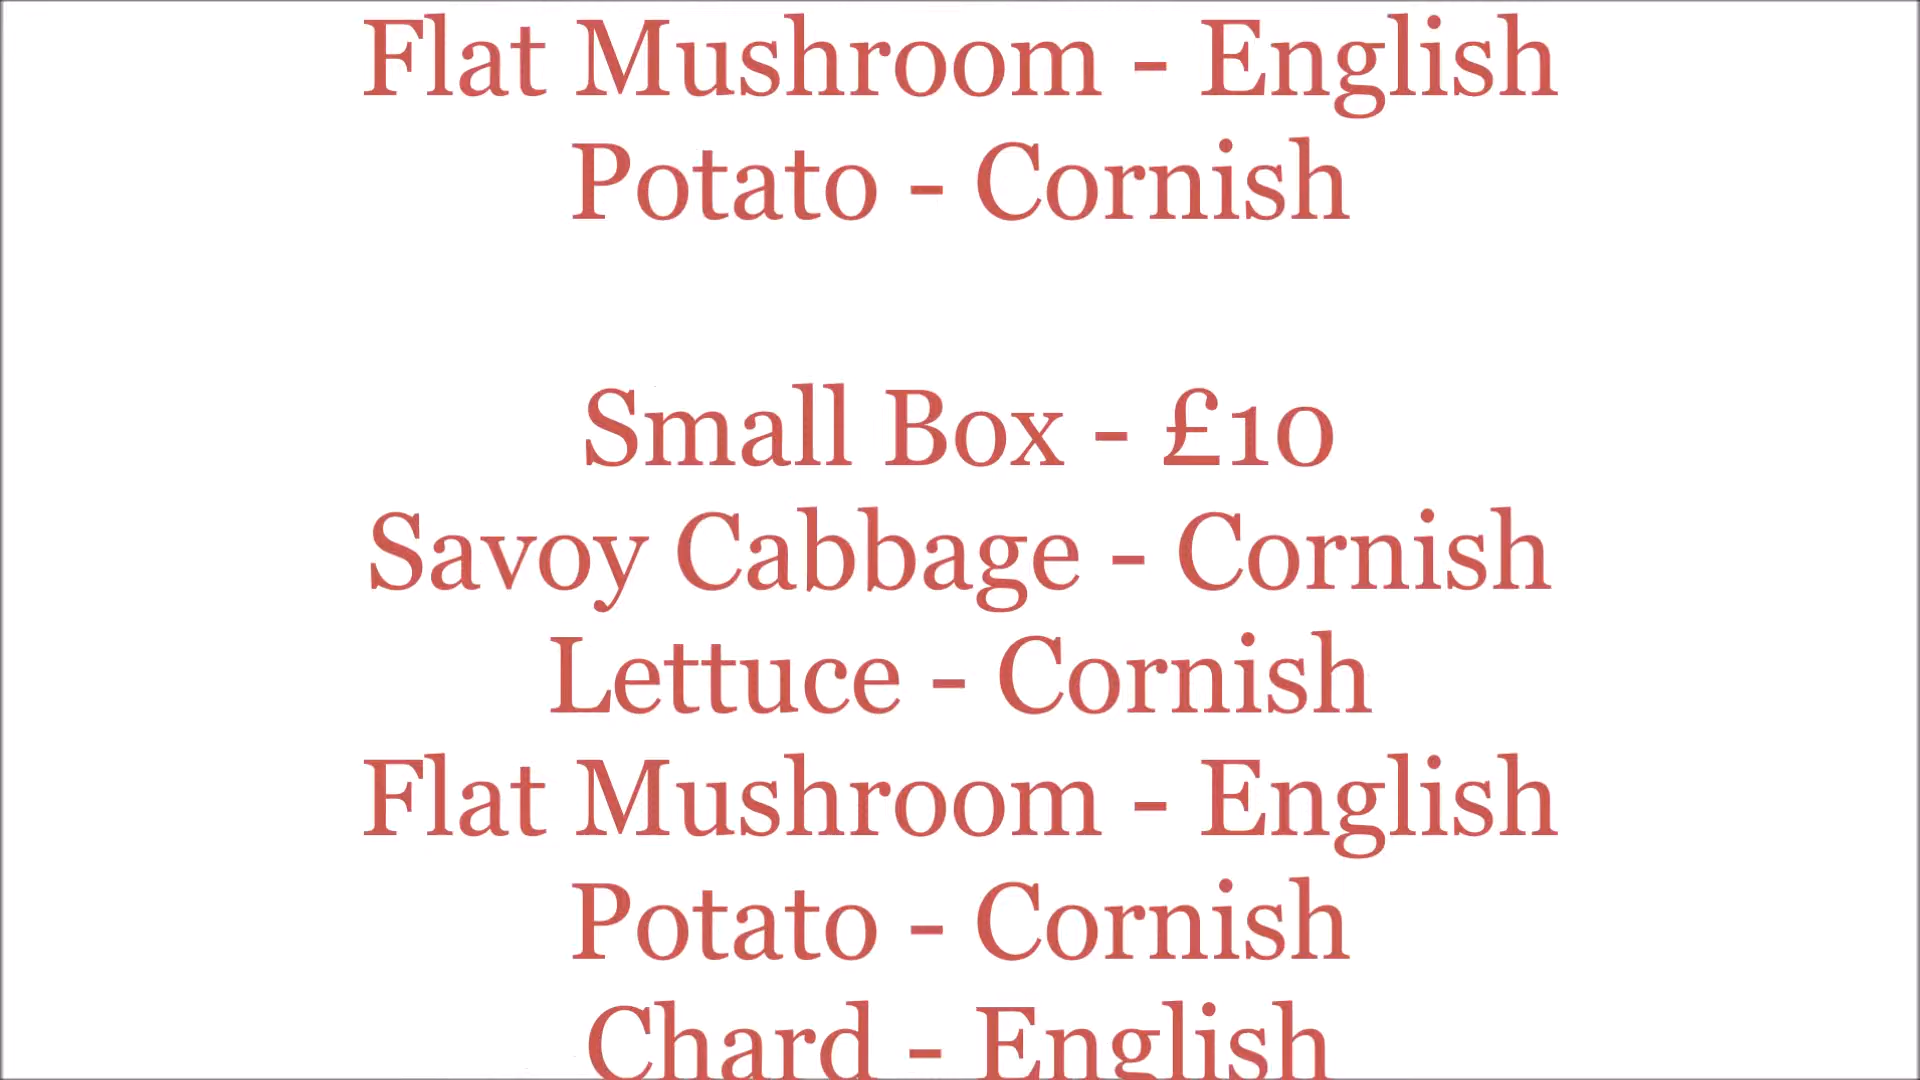 Flat Mushroom - English
Potato - Cornish
Small Box - £10
Savoy Cabbage - Cornish
Lettuce - Cornish
Flat Mushroom - English
Potato - Cornish
Chard - English